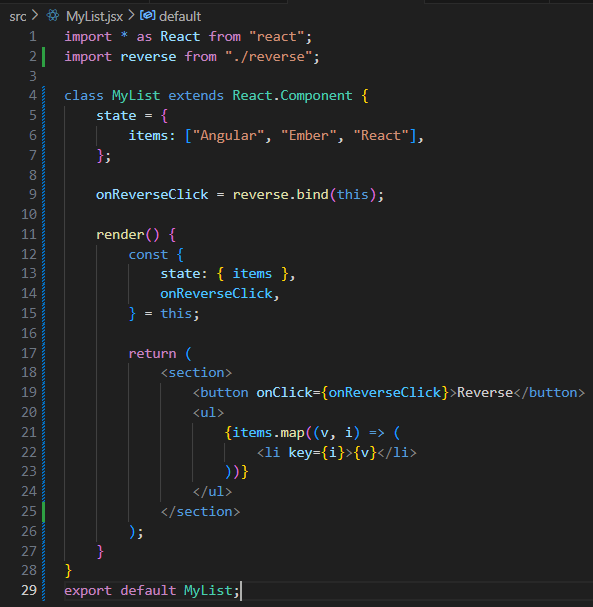 src > MyList.jsx > default
1 import * as React from "react";
2 import reverse from "./reverse";
3
4 class MyList extends React.Component {
5     state = {
6         items: ["Angular", "Ember", "React"],
7     };
8
9     onReverseClick = reverse.bind(this);
10
11     render() {
12         const {
13             state: { items },
14             onReverseClick,
15         } = this;
16
17         return (
18             <section>
19                 <button onClick={onReverseClick}>Reverse</button>
20                 <ul>
21                     {items.map((v, i) => (
22                         <li key={i}>{v}</li>
23                     ))}
24                 </ul>
25             </section>
26         );
27     }
28 }
29 export default MyList;